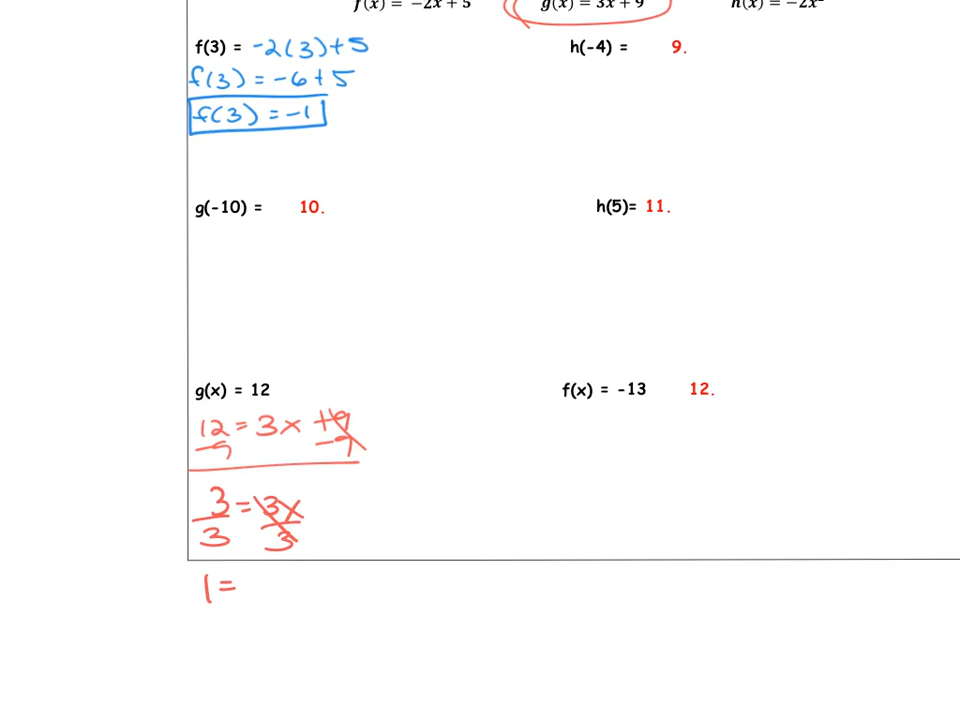 f(x) = −2x + 5 g(x) = 3x + 9 h(x) = −2x²
f(3) = -2(3)+5 h(-4) = 9.
f(3) = -6+5
f(3) = -1
g(-10) = 10. h(5)= 11.
g(x) = 12 f(x) = -13 12.
12 = 3x +9
-9 -9
3 = 3x
3 3
1 =